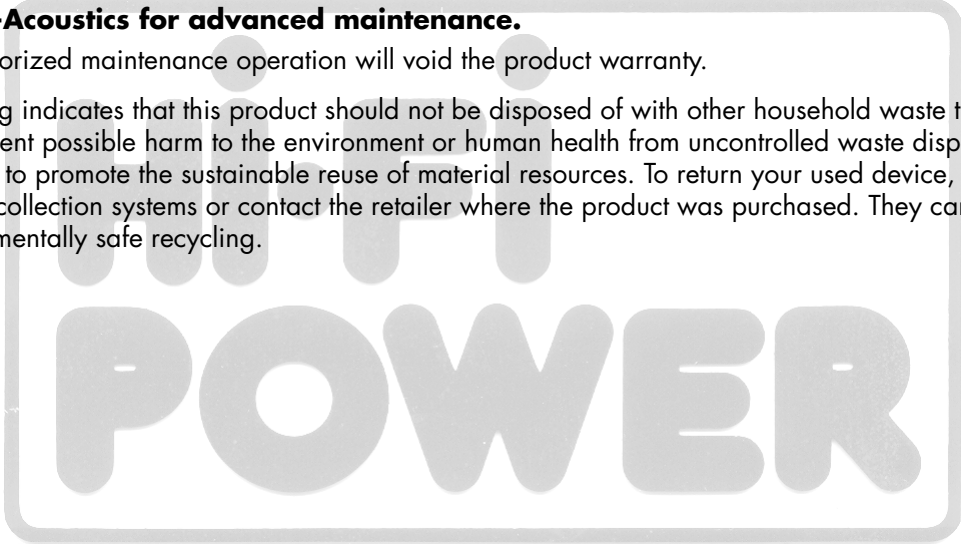 -Acoustics for advanced maintenance.
orized maintenance operation will void the product warranty.
g indicates that this product should not be disposed of with other household waste t
ent possible harm to the environment or human health from uncontrolled waste disp
to promote the sustainable reuse of material resources. To return your used device,
collection systems or contact the retailer where the product was purchased. They ca
mentally safe recycling.
Hi-Fi
POWER